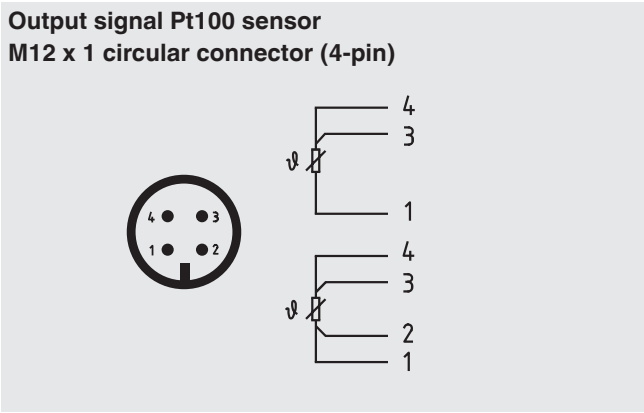 Output signal Pt100 sensor
M12 x 1 circular connector (4-pin)
4
3
ϑ
1
4 3
1 2
4
3
ϑ
2
1